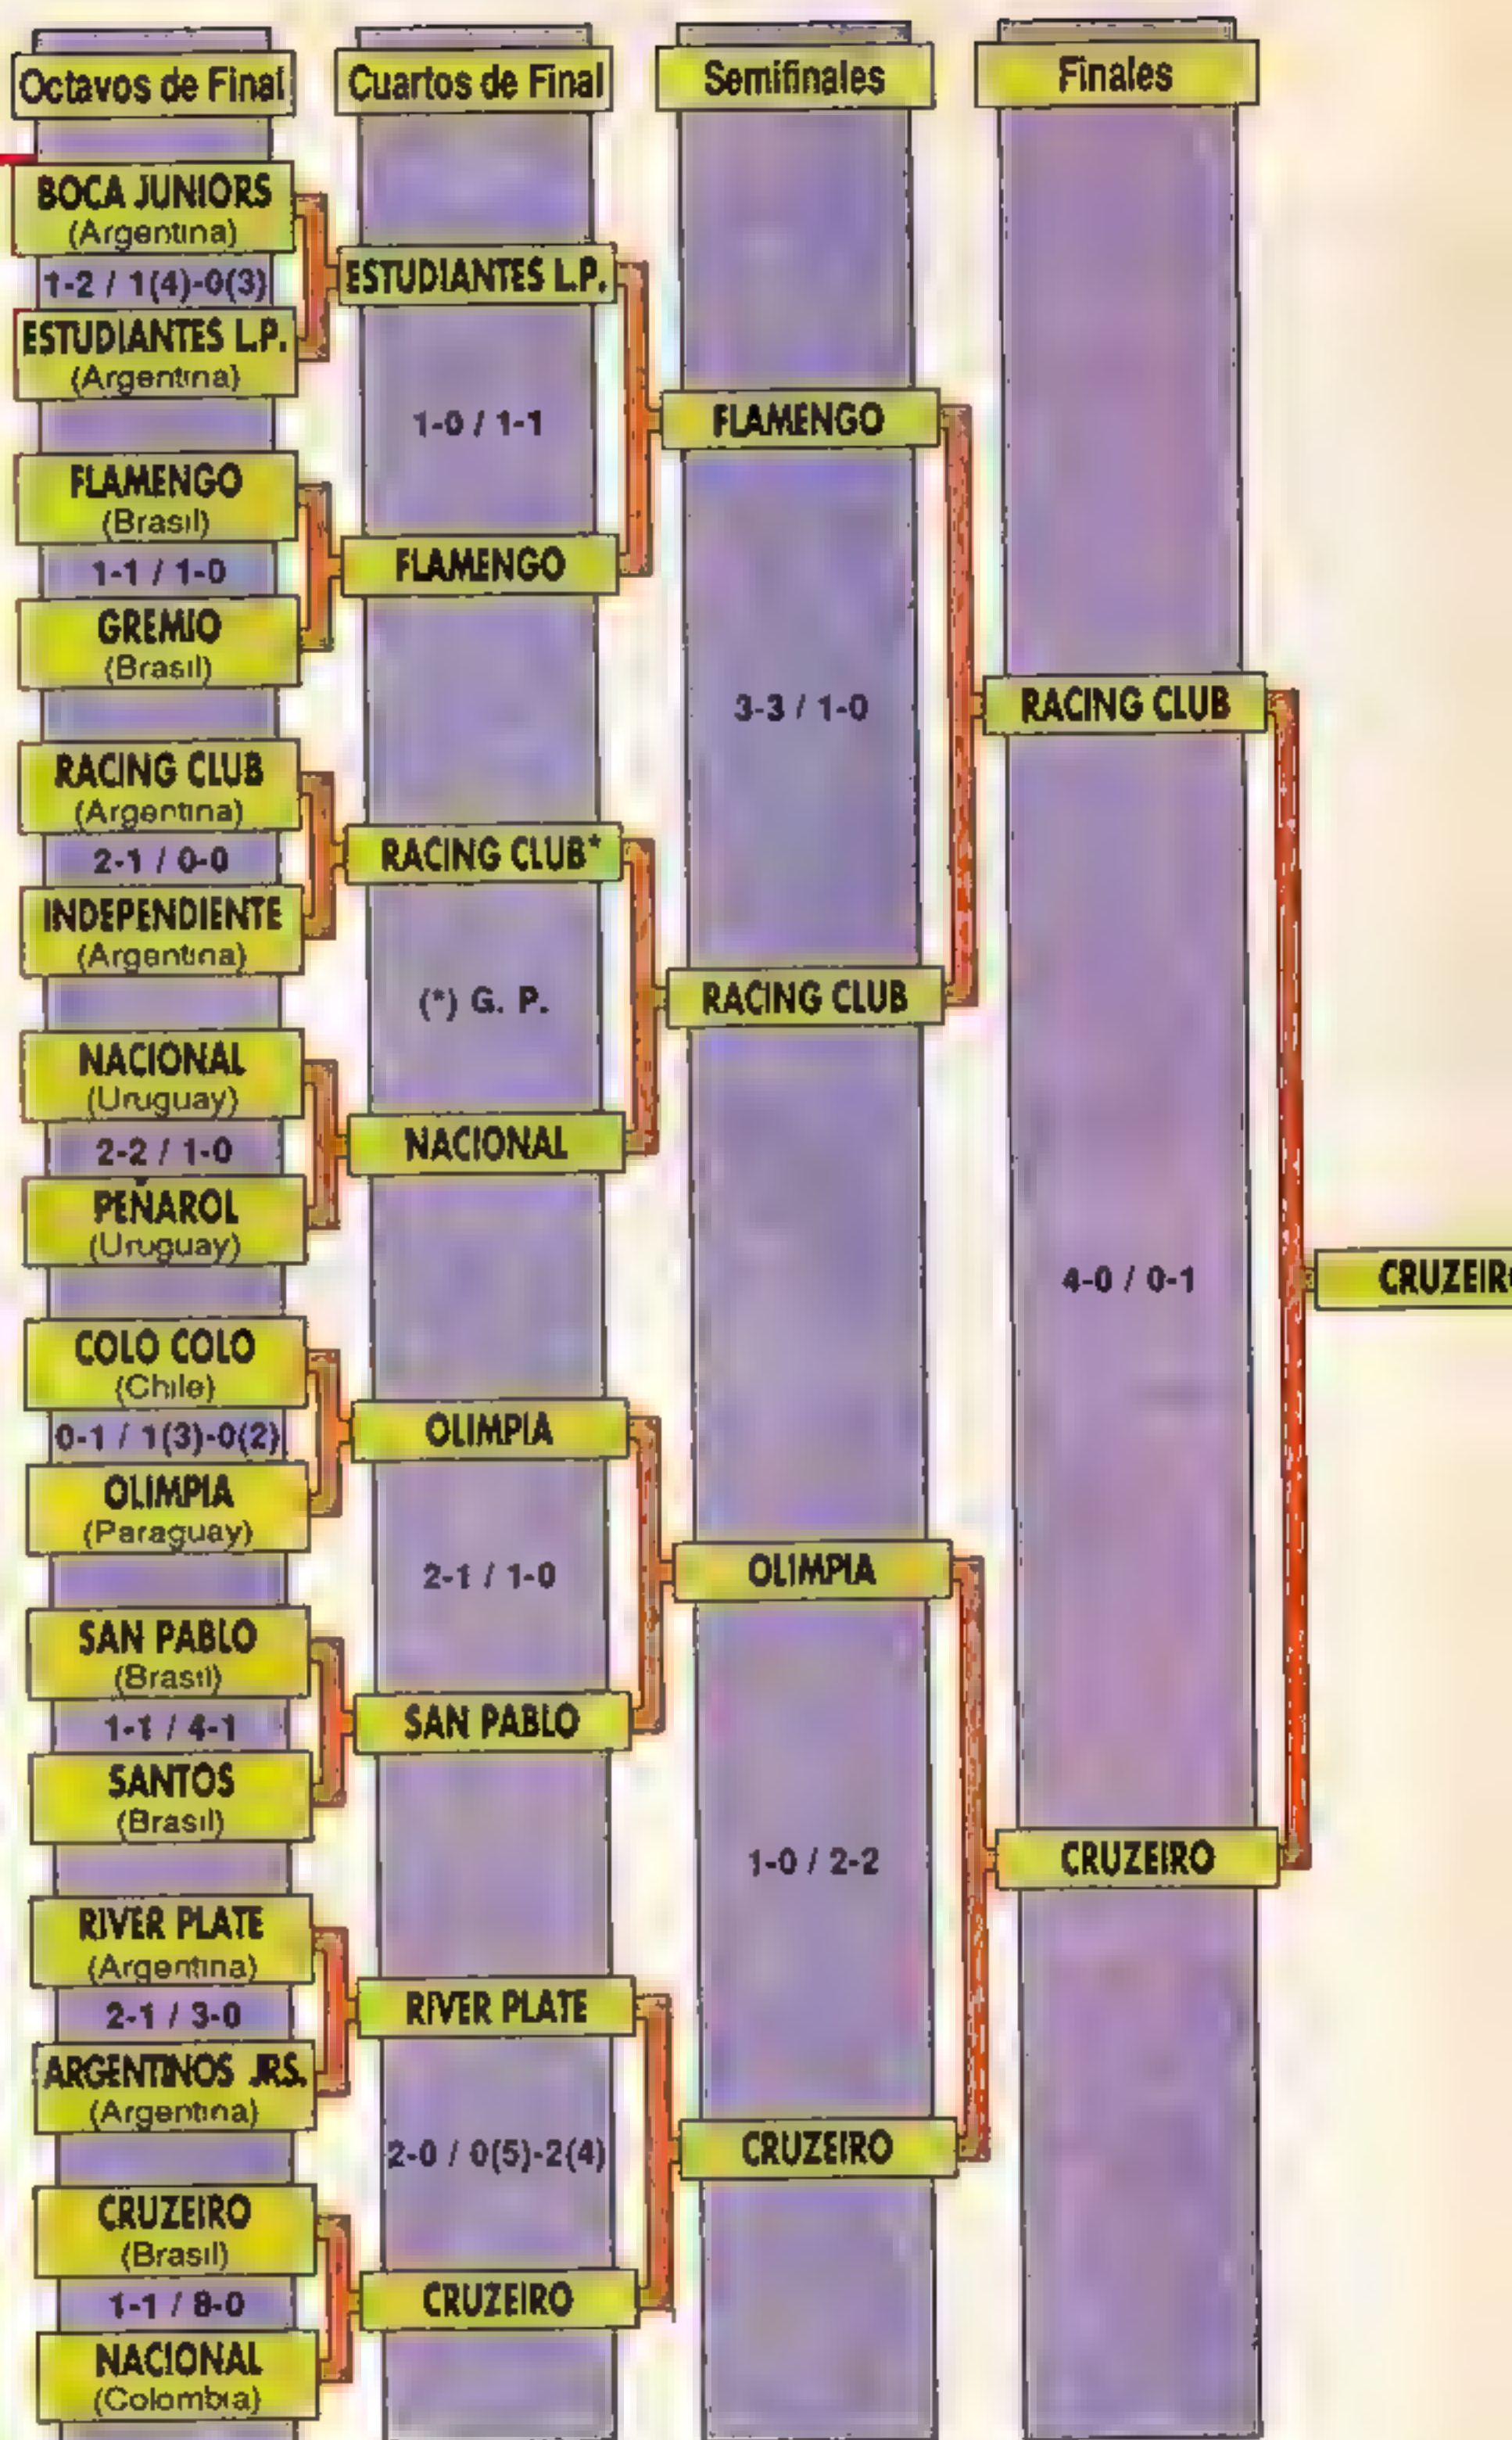 Octavos de Final
BOCA JUNIORS
(Argentina)
1-2 / 1(4)-0(3)
ESTUDIANTES L.P.
(Argentina)
FLAMENGO
(Brasil)
1-1 / 1-0
GREMIO
(Brasil)
RACING CLUB
(Argentina)
2-1 / 0-0
INDEPENDIENTE
(Argentina)
NACIONAL
(Uruguay)
2-2 / 1-0
PEÑAROL
(Uruguay)
COLO COLO
(Chile)
0-1 / 1(3)-0(2)
OLIMPIA
(Paraguay)
SAN PABLO
(Brasil)
1-1 / 4-1
SANTOS
(Brasil)
RIVER PLATE
(Argentina)
2-1 / 3-0
ARGENTINOS JRS.
(Argentina)
CRUZEIRO
(Brasil)
1-1 / 8-0
NACIONAL
(Colombia)
Cuartos de Final
ESTUDIANTES L.P.
1-0 / 1-1
FLAMENGO
RACING CLUB*
(*) G. P.
NACIONAL
OLIMPIA
2-1 / 1-0
SAN PABLO
RIVER PLATE
2-0 / 0(5)-2(4)
CRUZEIRO
Semifinales
FLAMENGO
3-3 / 1-0
RACING CLUB
OLIMPIA
1-0 / 2-2
CRUZEIRO
Finales
RACING CLUB
4-0 / 0-1
CRUZEIRO
CRUZEIR